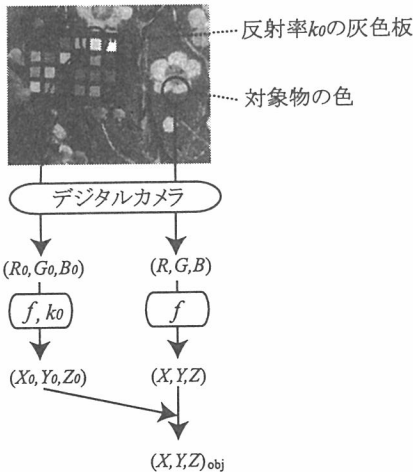 反射率k0の灰色板
対象物の色
デジタルカメラ
(R0,G0,B0)
(R,G,B)
f, k0
f
(X0,Y0,Z0)
(X,Y,Z)
(X,Y,Z)obj